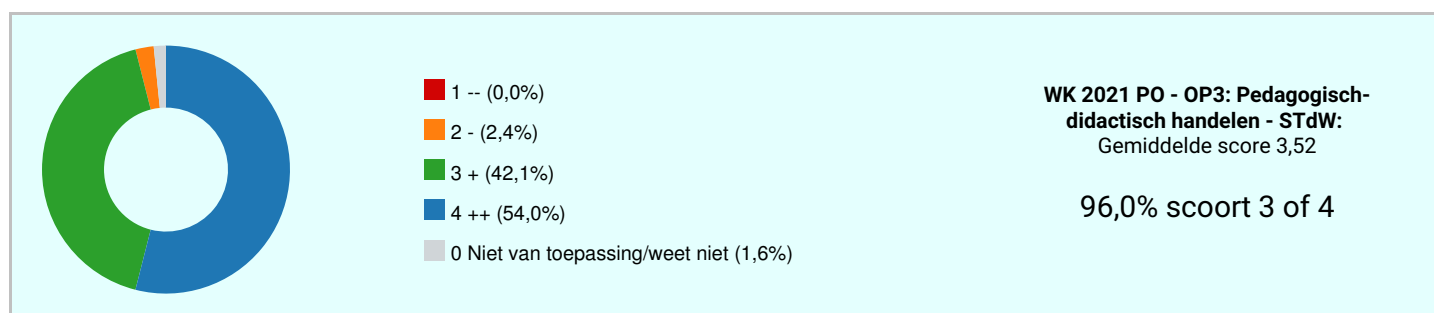 1 -- (0,0%)
2 - (2,4%)
3 + (42,1%)
4 ++ (54,0%)
0 Niet van toepassing/weet niet (1,6%)
WK 2021 PO - OP3: Pedagogisch-
didactisch handelen - STdW:
Gemiddelde score 3,52
96,0% scoort 3 of 4